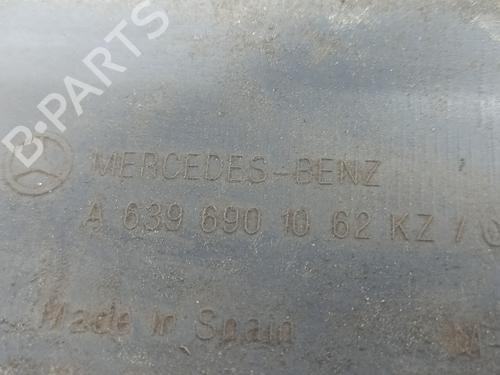 B-PARTS
MERCEDES-BENZ
A 639 690 10 62 KZ /
Made in Spain